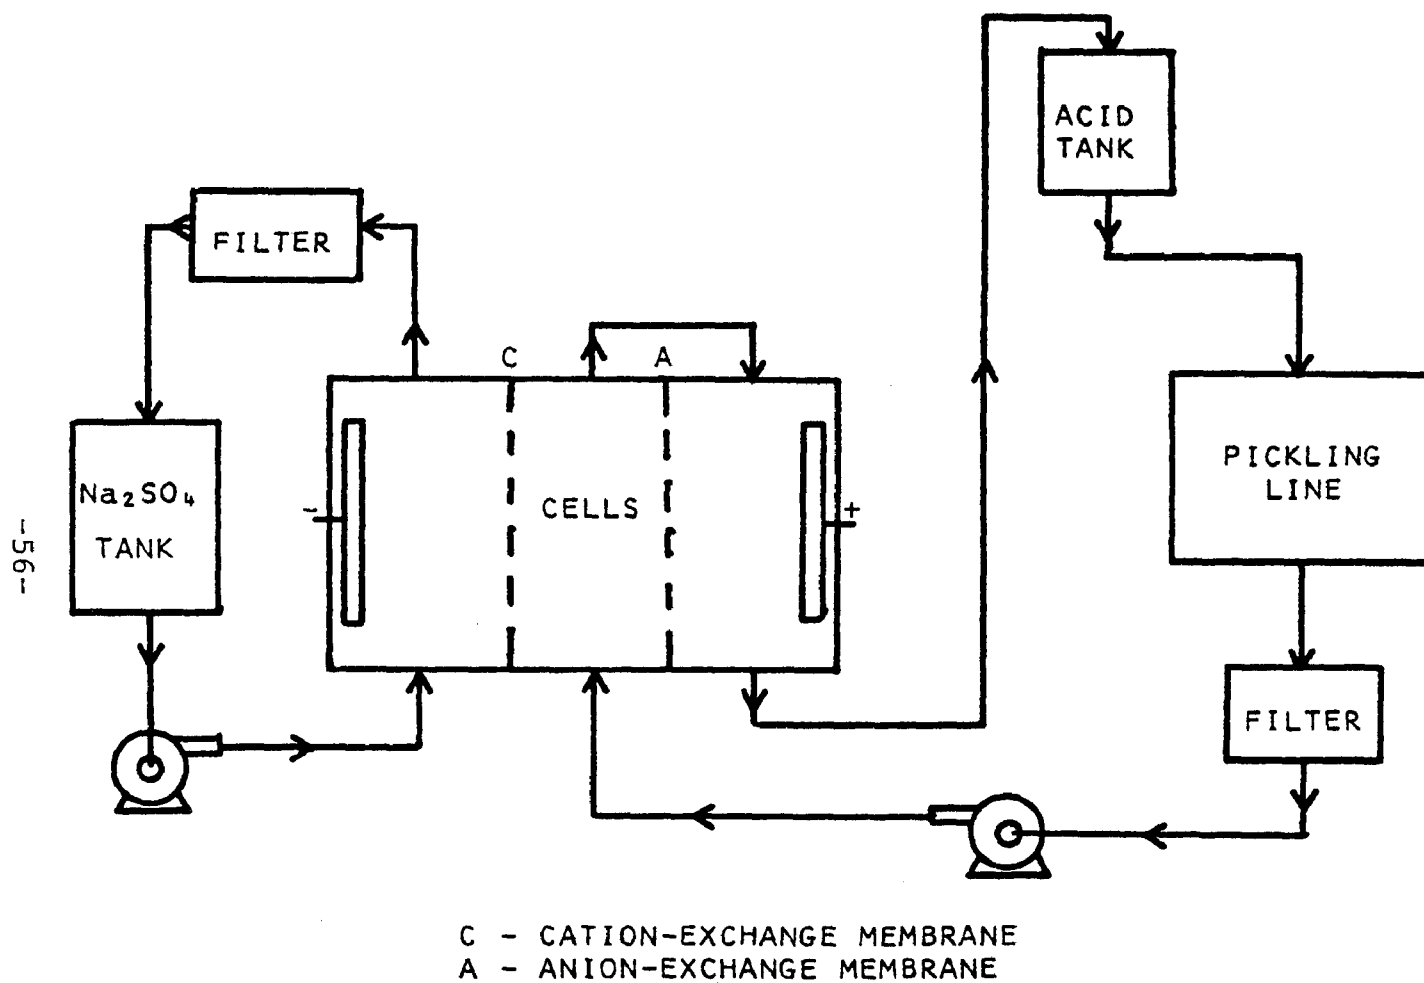 ACID
TANK
FILTER
C
A
PICKLING
LINE
Na₂SO₄
TANK
-
CELLS
+
-56-
FILTER
C - CATION-EXCHANGE MEMBRANE
A - ANION-EXCHANGE MEMBRANE